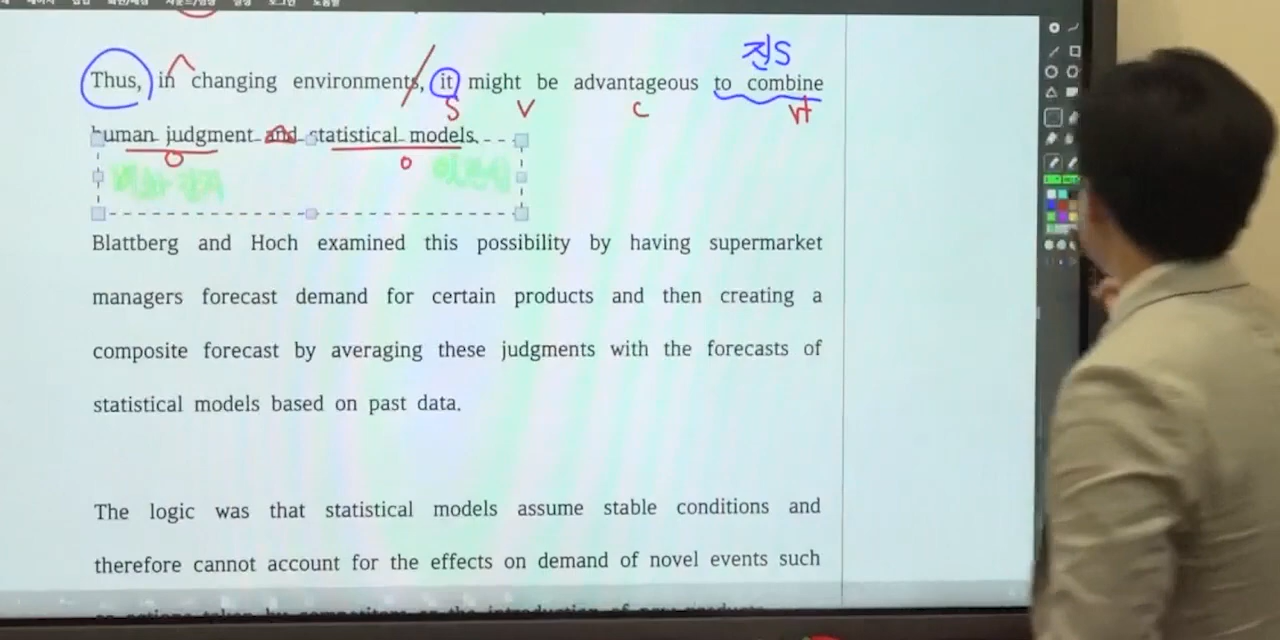 진S
Thus, in changing environments, it might be advantageous to combine
S V C vt
human judgment and statistical models.
O O
Blattberg and Hoch examined this possibility by having supermarket
managers forecast demand for certain products and then creating a
composite forecast by averaging these judgments with the forecasts of
statistical models based on past data.
The logic was that statistical models assume stable conditions and
therefore cannot account for the effects on demand of novel events such